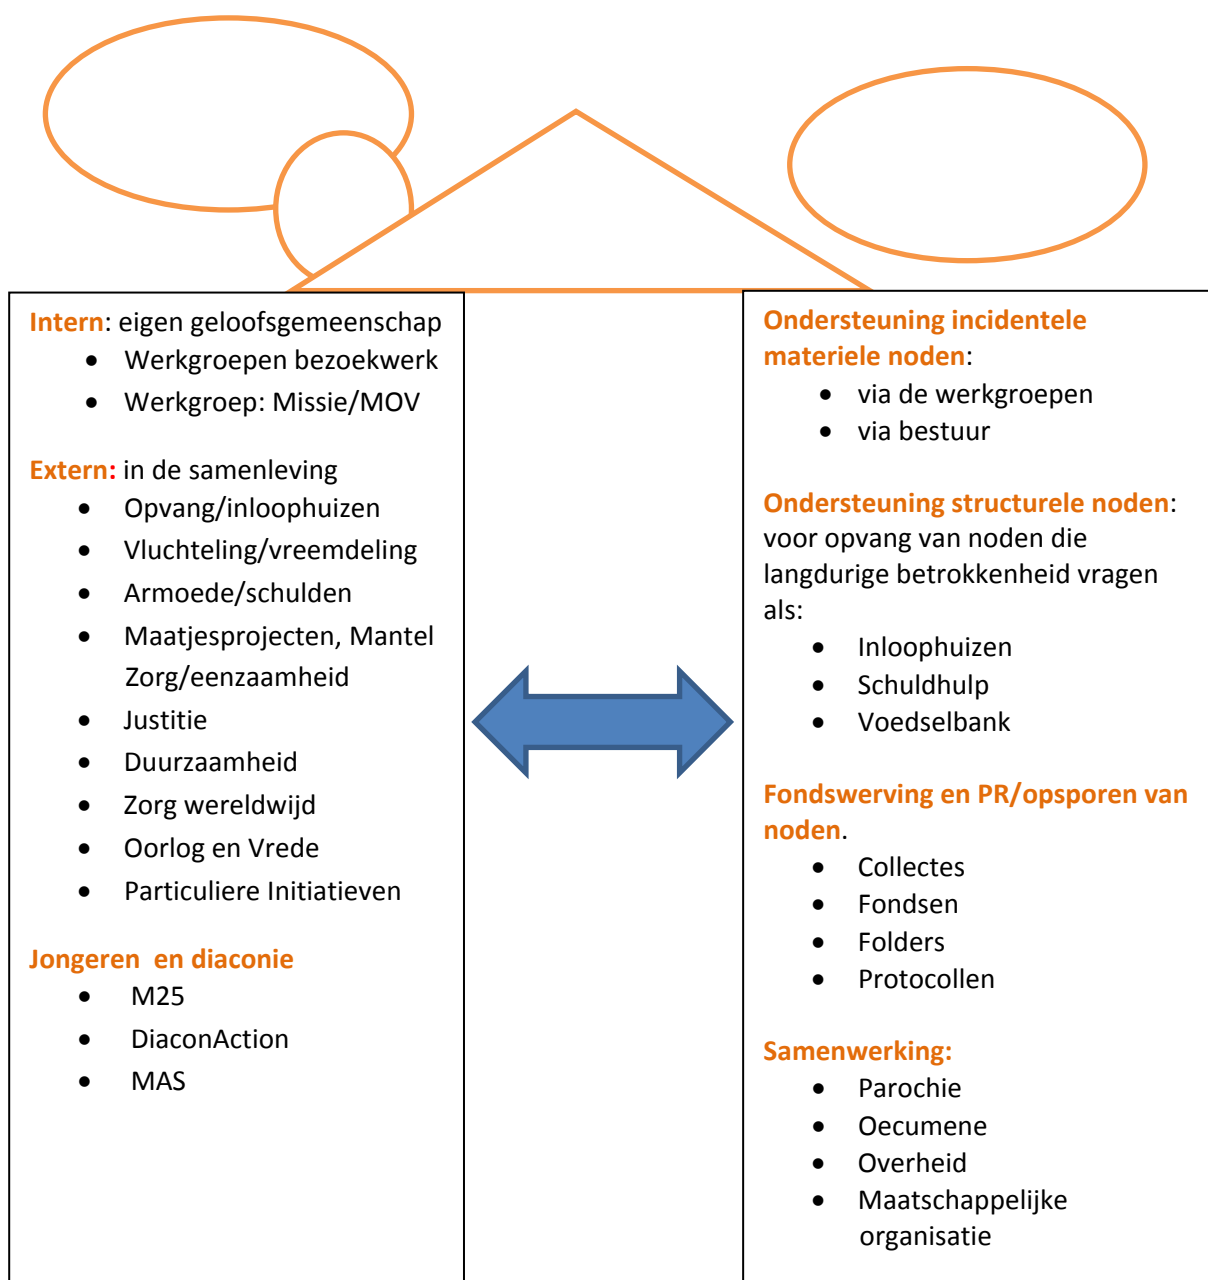 Intern: eigen geloofsgemeenschap
• Werkgroepen bezoekwerk
• Werkgroep: Missie/MOV
Extern: in de samenleving
• Opvang/inloophuizen
• Vluchteling/vreemdeling
• Armoede/schulden
• Maatjesprojecten, Mantel
Zorg/eenzaamheid
• Justitie
• Duurzaamheid
• Zorg wereldwijd
• Oorlog en Vrede
• Particuliere Initiatieven
Jongeren en diaconie
• M25
• DiaconAction
• MAS
Ondersteuning incidentele
materiele noden:
• via de werkgroepen
• via bestuur
Ondersteuning structurele noden:
voor opvang van noden die
langdurige betrokkenheid vragen
als:
• Inloophuizen
• Schuldhulp
• Voedselbank
Fondswerving en PR/opsporen van
noden.
• Collectes
• Fondsen
• Folders
• Protocollen
Samenwerking:
• Parochie
• Oecumene
• Overheid
• Maatschappelijke
organisatie